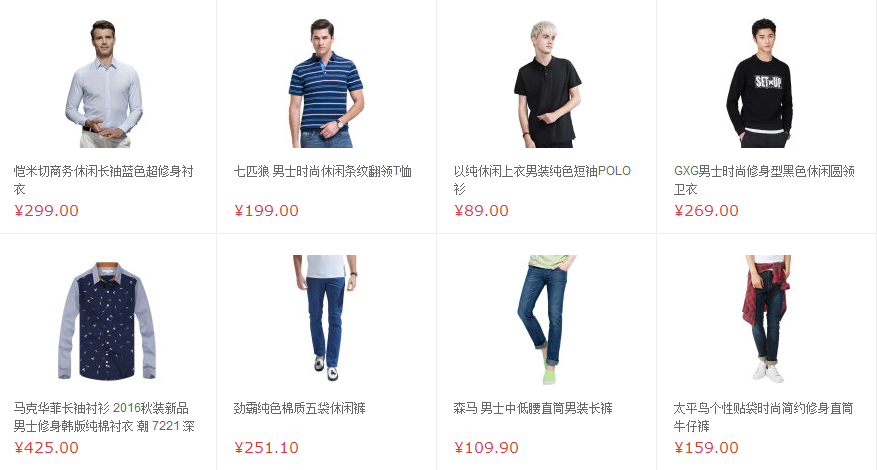 SET UP
恺米切商务休闲长袖蓝色超修身衬
衣
¥299.00
七匹狼 男士时尚休闲条纹翻领T恤
¥199.00
以纯休闲上衣男装纯色短袖POLO
衫
¥89.00
GXG男士时尚修身型黑色休闲圆领
卫衣
¥269.00
马克华菲长袖衬衫 2016秋装新品
男士修身韩版纯棉衬衣 潮 7221 深
¥425.00
劲霸纯色棉质五袋休闲裤
¥251.10
森马 男士中低腰直筒男装长裤
¥109.90
太平鸟个性贴袋时尚简约修身直筒
牛仔裤
¥159.00